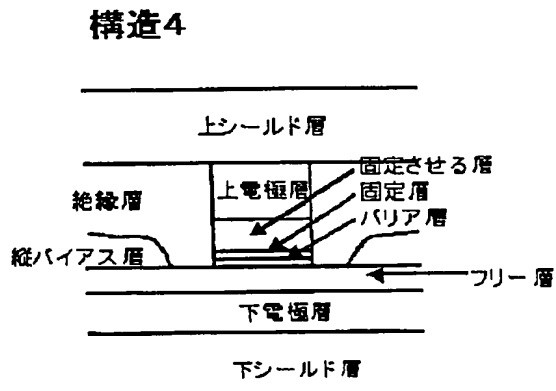 構造4
上シールド層
固定させる層
上電極層
固定層
絶縁層
バリア層
縦バイアス層
フリー層
下電極層
下シールド層